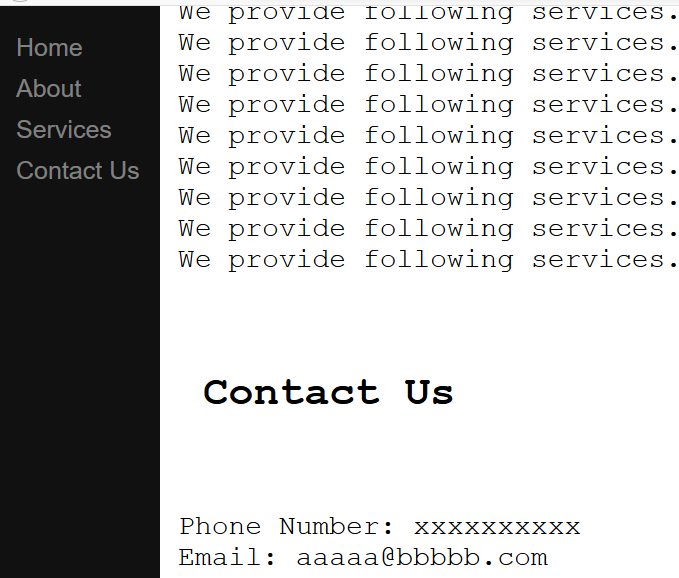 Home
About
Services
Contact Us
We provide following services.
We provide following services.
We provide following services.
We provide following services.
We provide following services.
We provide following services.
We provide following services.
We provide following services.
We provide following services.
Contact Us
Phone Number: xxxxxxxxxx
Email: aaaaa@bbbbb.com